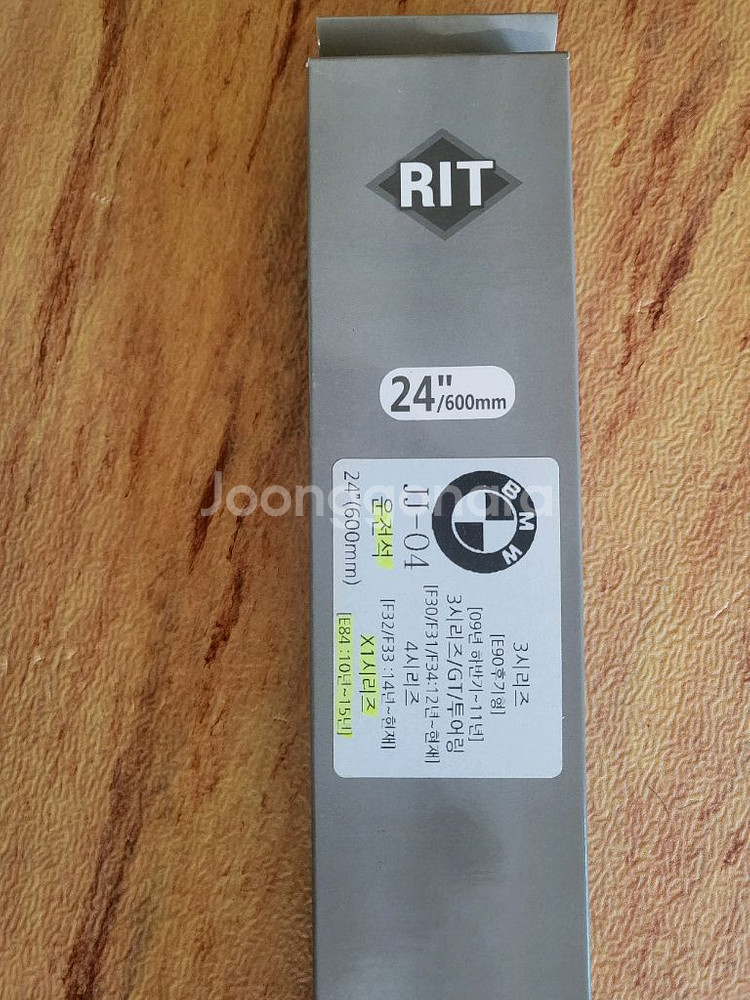 RIT
24"/600mm
BMW
JJ-04
운전석
24"(600mm)
3시리즈
[E90후기형]
[09년 하반기~11년]
3시리즈/GT/투어링
[F30/F31/F34:12년~현재]
4시리즈
[F32/F33 :14년~현재]
X1시리즈
[E84 :10년~15년]
Joonggonara